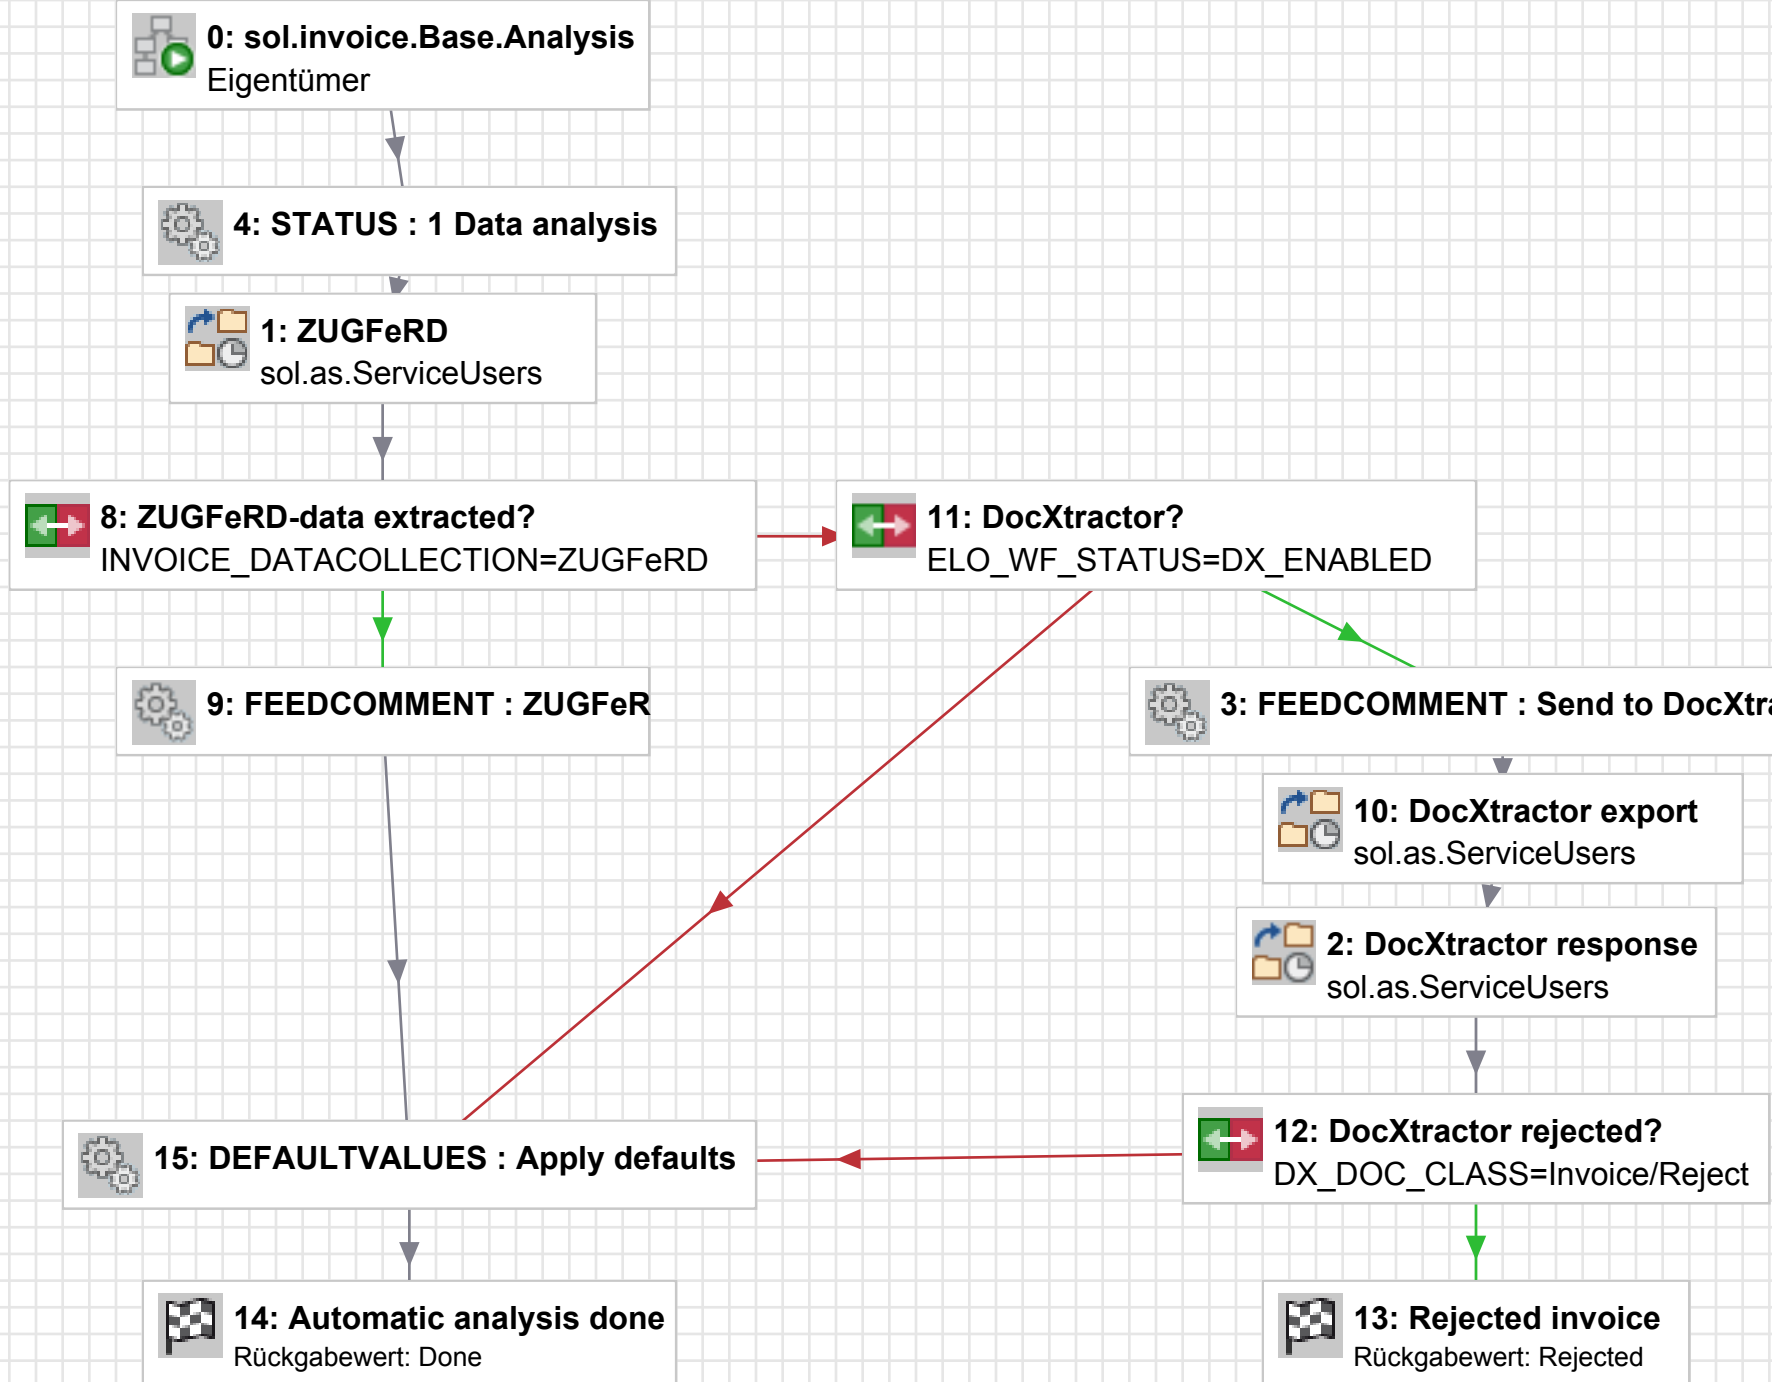 0: sol.invoice.Base.Analysis
Eigentümer
4: STATUS : 1 Data analysis
1: ZUGFeRD
sol.as.ServiceUsers
8: ZUGFeRD-data extracted?
INVOICE_DATACOLLECTION=ZUGFeRD
11: DocXtractor?
ELO_WF_STATUS=DX_ENABLED
9: FEEDCOMMENT : ZUGFeR
3: FEEDCOMMENT : Send to DocXtra
10: DocXtractor export
sol.as.ServiceUsers
2: DocXtractor response
sol.as.ServiceUsers
12: DocXtractor rejected?
DX_DOC_CLASS=Invoice/Reject
15: DEFAULTVALUES : Apply defaults
14: Automatic analysis done
Rückgabewert: Done
13: Rejected invoice
Rückgabewert: Rejected